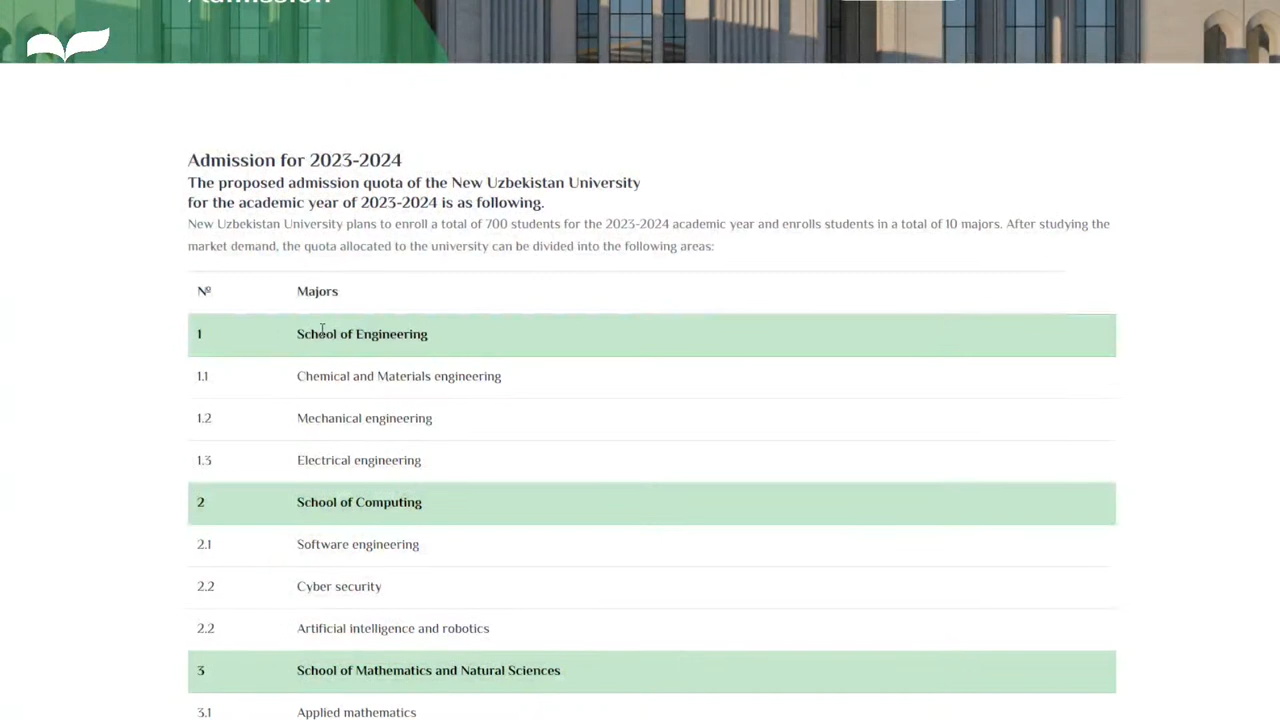 Admission
Admission for 2023-2024
The proposed admission quota of the New Uzbekistan University
for the academic year of 2023-2024 is as following.
New Uzbekistan University plans to enroll a total of 700 students for the 2023-2024 academic year and enrolls students in a total of 10 majors. After studying the
market demand, the quota allocated to the university can be divided into the following areas:
№ Majors
1 School of Engineering
1.1 Chemical and Materials engineering
1.2 Mechanical engineering
1.3 Electrical engineering
2 School of Computing
2.1 Software engineering
2.2 Cyber security
2.2 Artificial intelligence and robotics
3 School of Mathematics and Natural Sciences
3.1 Applied mathematics